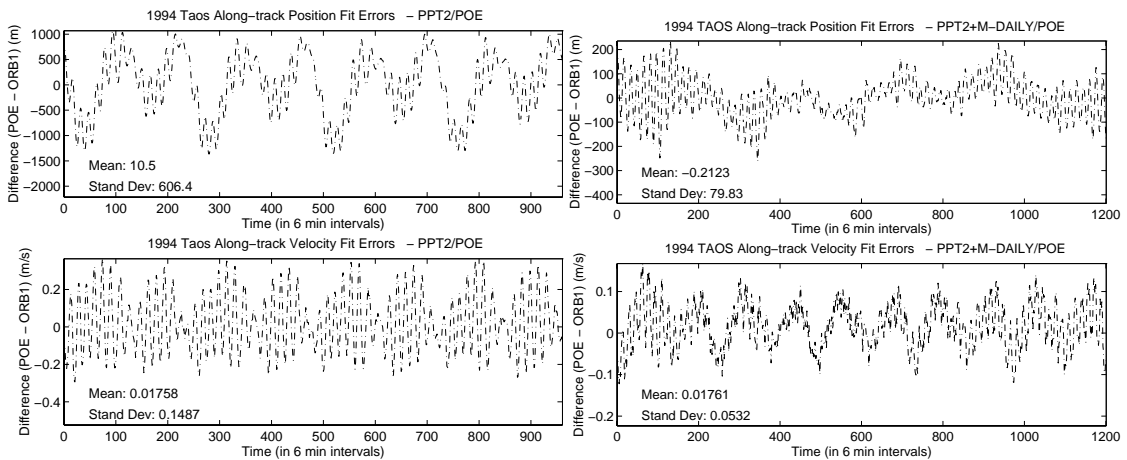 1994 Taos Along-track Position Fit Errors - PPT2/POE
Difference (POE - ORB1) (m)
1000
500
0
-500
-1000
-1500
-2000
Mean: 10.5
Stand Dev: 606.4
0 100 200 300 400 500 600 700 800 900
Time (in 6 min intervals)
1994 TAOS Along-track Position Fit Errors - PPT2+M-DAILY/POE
Difference (POE - ORB1) (m)
200
100
0
-100
-200
-300
-400
Mean: -0.2123
Stand Dev: 79.83
0 200 400 600 800 1000 1200
Time (in 6 min intervals)
1994 Taos Along-track Velocity Fit Errors - PPT2/POE
Difference (POE - ORB1) (m/s)
0.2
0
-0.2
-0.4
Mean: 0.01758
Stand Dev: 0.1487
0 100 200 300 400 500 600 700 800 900
Time (in 6 min intervals)
1994 TAOS Along-track Velocity Fit Errors - PPT2+M-DAILY/POE
Difference (POE - ORB1) (m/s)
0.1
0
-0.1
-0.2
Mean: 0.01761
Stand Dev: 0.0532
0 200 400 600 800 1000 1200
Time (in 6 min intervals)